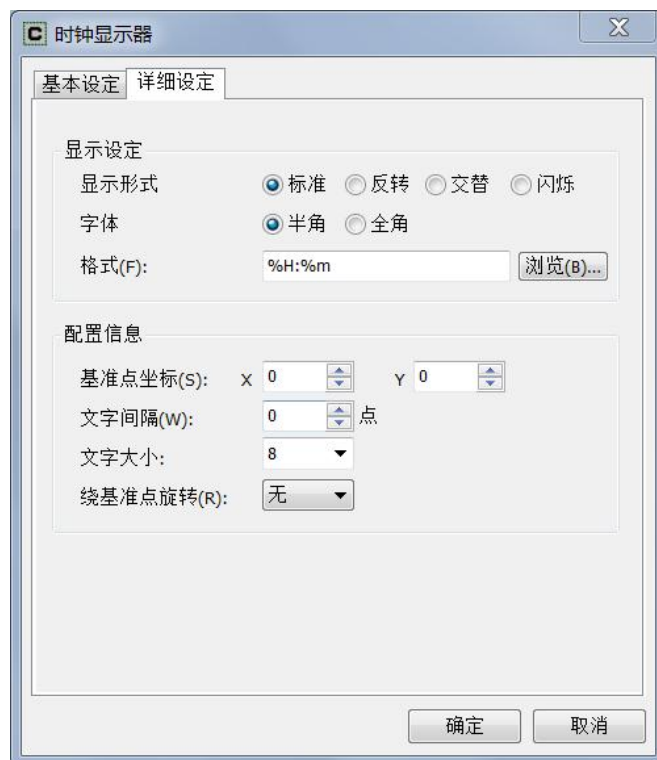 C 时钟显示器
基本设定 详细设定
显示设定
显示形式 标准 反转 交替 闪烁
字体 半角 全角
格式(F): %H:%m 浏览(B)...
配置信息
基准点坐标(S): X 0 Y 0
文字间隔(W): 0 点
文字大小: 8
绕基准点旋转(R): 无
确定 取消